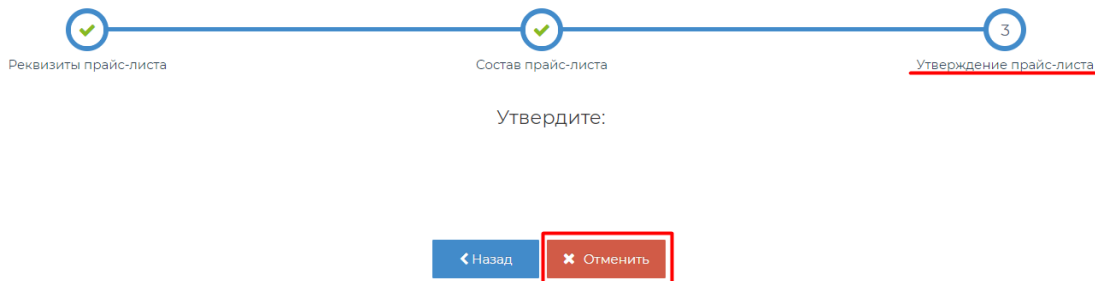 3
Реквизиты прайс-листа
Состав прайс-листа
Утверждение прайс-листа
Утвердите:
Назад
Отменить